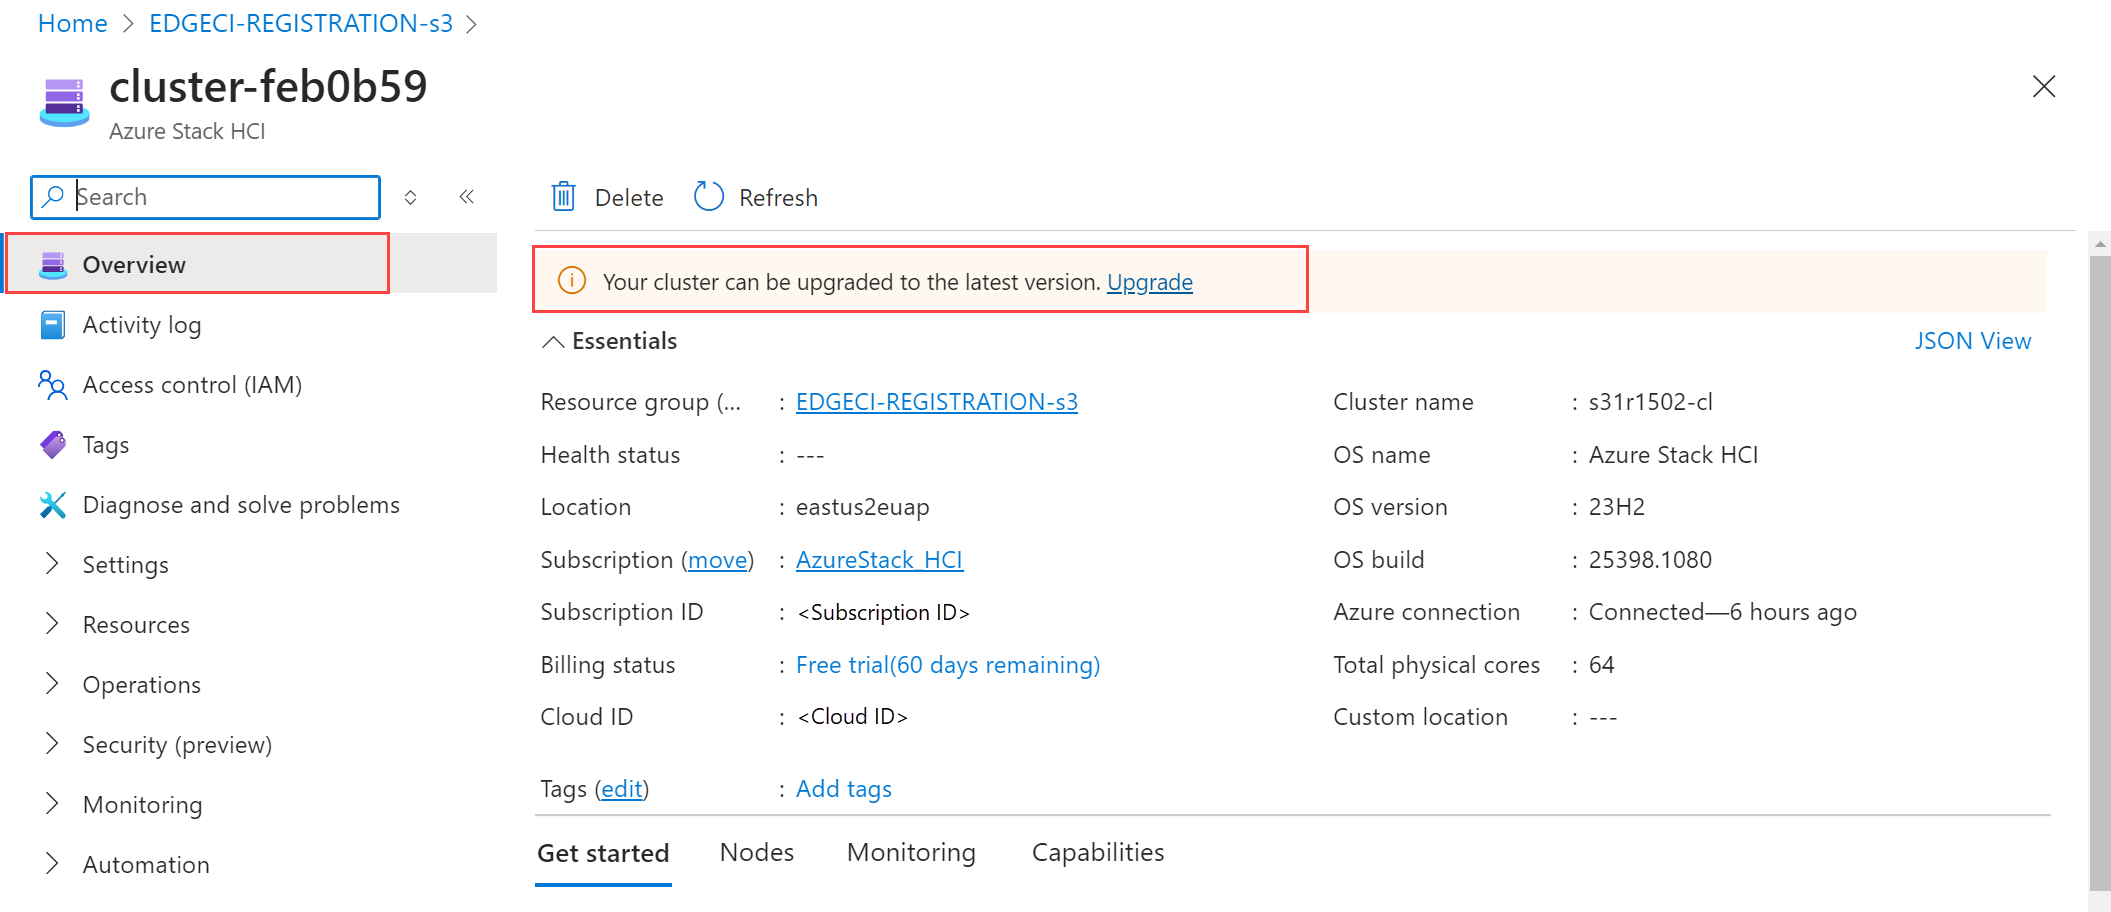 Home > EDGECI-REGISTRATION-s3 >
cluster-feb0b59
Azure Stack HCI
Search
Overview
Activity log
Access control (IAM)
Tags
Diagnose and solve problems
Settings
Resources
Operations
Security (preview)
Monitoring
Automation
Delete Refresh
Your cluster can be upgraded to the latest version. Upgrade
Essentials
JSON View
Resource group (... : EDGECI-REGISTRATION-s3
Health status : ---
Location : eastus2euap
Subscription (move) : AzureStack_HCI
Subscription ID : <Subscription ID>
Billing status : Free trial(60 days remaining)
Cloud ID : <Cloud ID>
Cluster name : s31r1502-cl
OS name : Azure Stack HCI
OS version : 23H2
OS build : 25398.1080
Azure connection : Connected—6 hours ago
Total physical cores : 64
Custom location : ---
Tags (edit) : Add tags
Get started Nodes Monitoring Capabilities